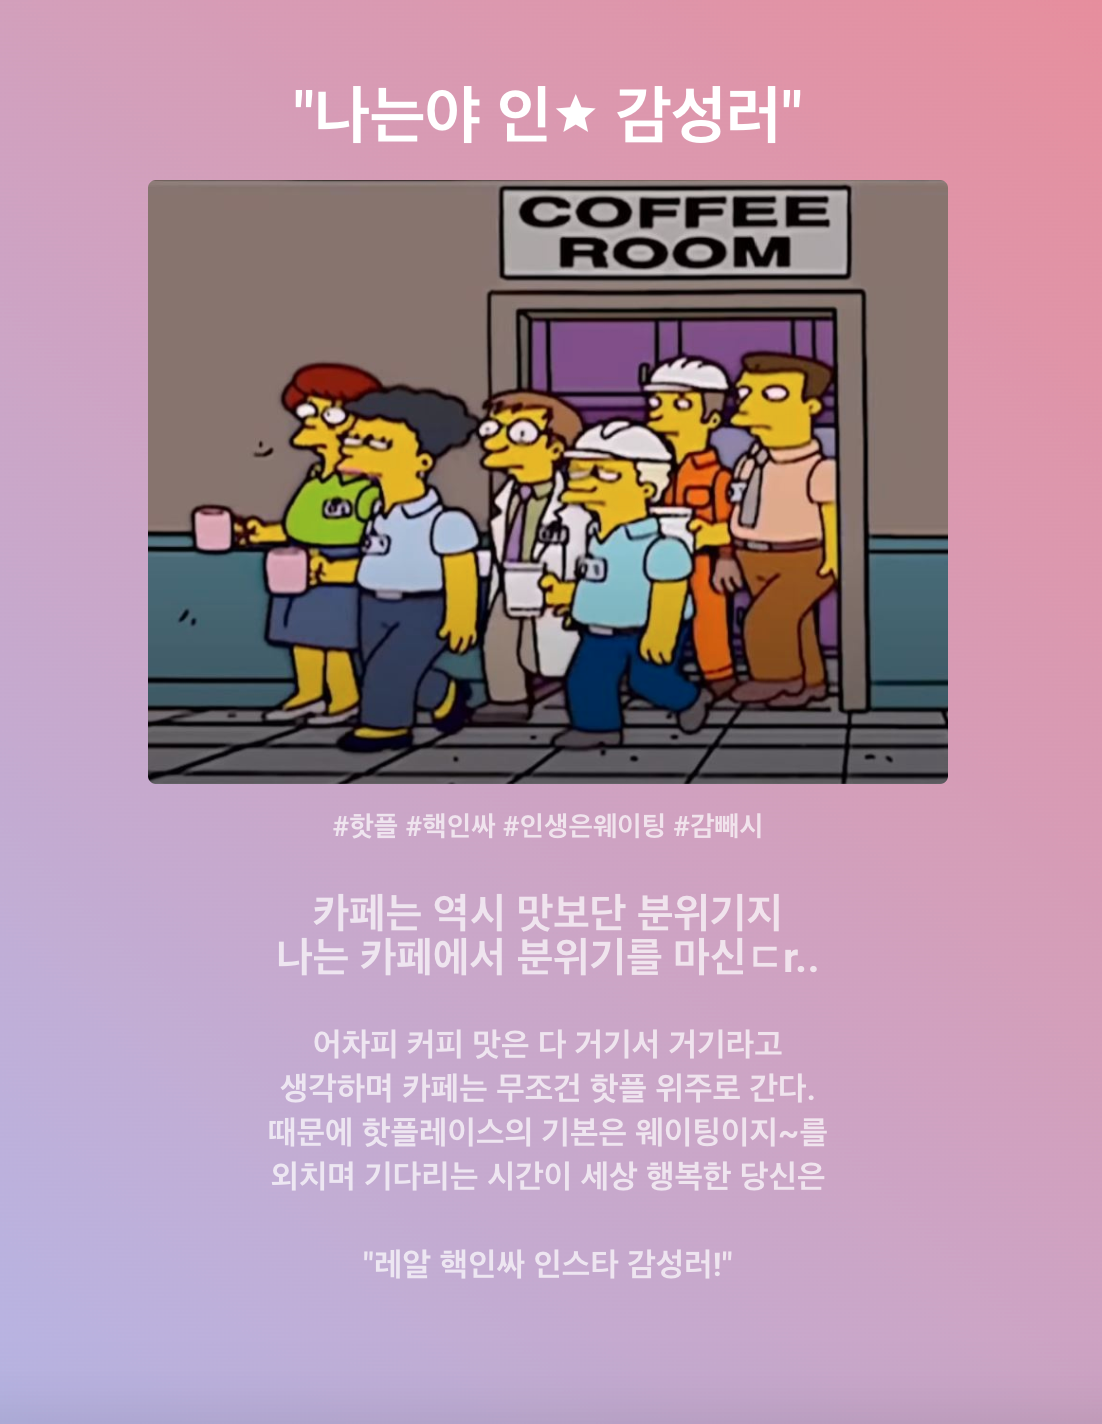 "나는야 인★ 감성러"
COFFEE
ROOM
#핫플 #핵인싸 #인생은웨이팅 #감빼시
카페는 역시 맛보단 분위기지
나는 카페에서 분위기를 마신ㄷr..
어차피 커피 맛은 다 거기서 거기라고
생각하며 카페는 무조건 핫플 위주로 간다.
때문에 핫플레이스의 기본은 웨이팅이지~를
외치며 기다리는 시간이 세상 행복한 당신은
"레알 핵인싸 인스타 감성러!"